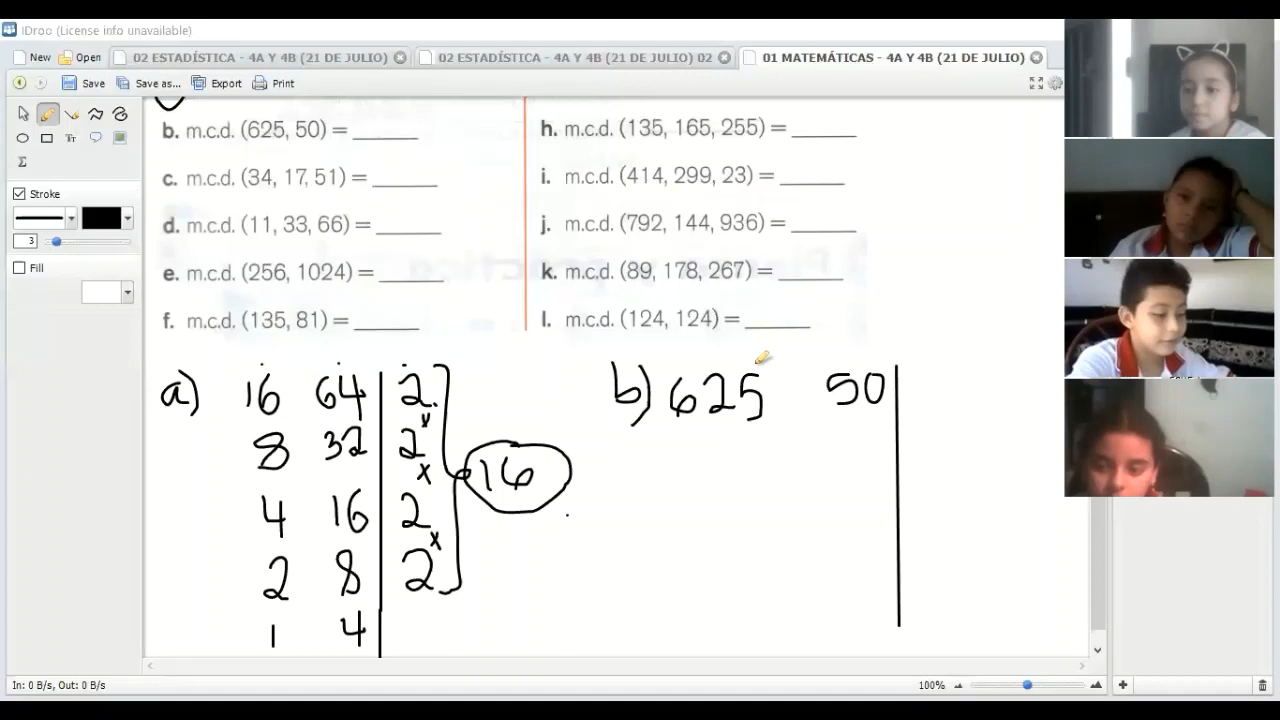 iDroo (License info unavailable)
New Open 02 ESTADÍSTICA - 4A Y 4B (21 DE JULIO) 02 ESTADÍSTICA - 4A Y 4B (21 DE JULIO) 02 01 MATEMÁTICAS - 4A Y 4B (21 DE JULIO)
Save Save as... Export Print
Tt
Σ
Stroke
3
Fill
b. m.c.d. (625, 50) = ______
c. m.c.d. (34, 17, 51) = ______
d. m.c.d. (11, 33, 66) = ______
e. m.c.d. (256, 1024) = ______
f. m.c.d. (135, 81) = ______
h. m.c.d. (135, 165, 255) = ______
i. m.c.d. (414, 299, 23) = ______
j. m.c.d. (792, 144, 936) = ______
k. m.c.d. (89, 178, 267) = ______
l. m.c.d. (124, 124) = ______
a) 16 64 2
x
8 32 2
x
4 16 2
x
2 8 2
1 4
16
b) 625 50
In: 0 B/s, Out: 0 B/s
100%